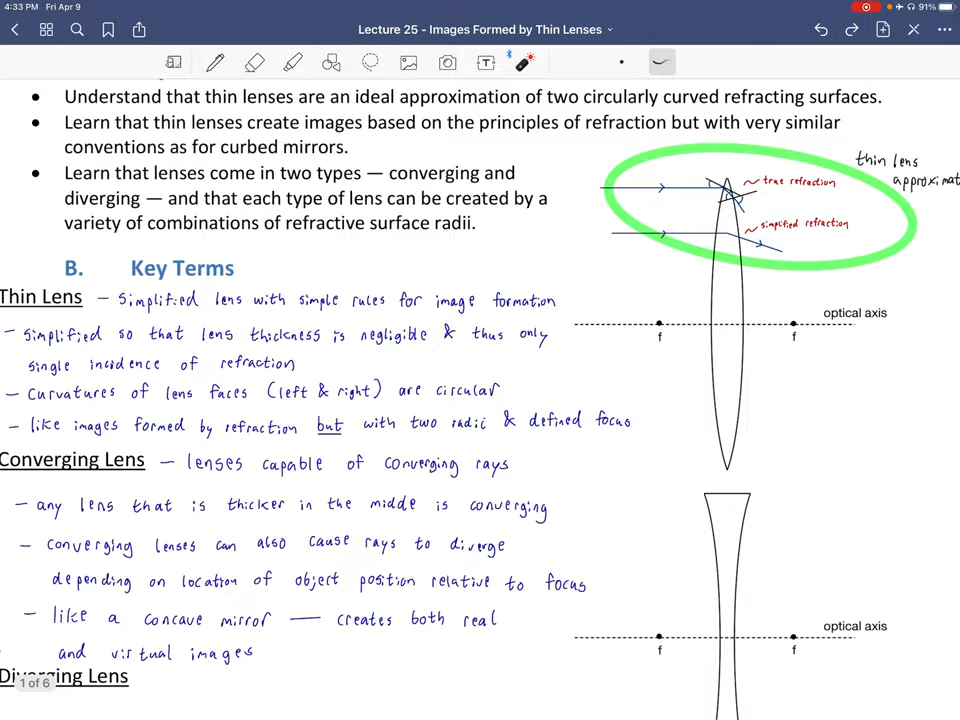 4:33 PM Fri Apr 9
91%
Lecture 25 - Images Formed by Thin Lenses
T
• Understand that thin lenses are an ideal approximation of two circularly curved refracting surfaces.
• Learn that thin lenses create images based on the principles of refraction but with very similar
conventions as for curbed mirrors.
• Learn that lenses come in two types — converging and
diverging — and that each type of lens can be created by a
variety of combinations of refractive surface radii.
thin lens
approximat
true refraction
simplified refraction
B. Key Terms
Thin Lens - Simplified lens with simple rules for image formation
- Simplified so that lens thickness is negligible & thus only
single incidence of refraction
- Curvatures of lens faces (left & right) are circular
- like images formed by refraction but with two radii & defined focus
optical axis
f f
Converging Lens - lenses capable of converging rays
- any lens that is thicker in the midde is converging
- converging lenses can also cause rays to diverge
depending on location of object position relative to focus
- like a concave mirror — creates both real
and virtual images
optical axis
f f
Diverging Lens
1 of 6